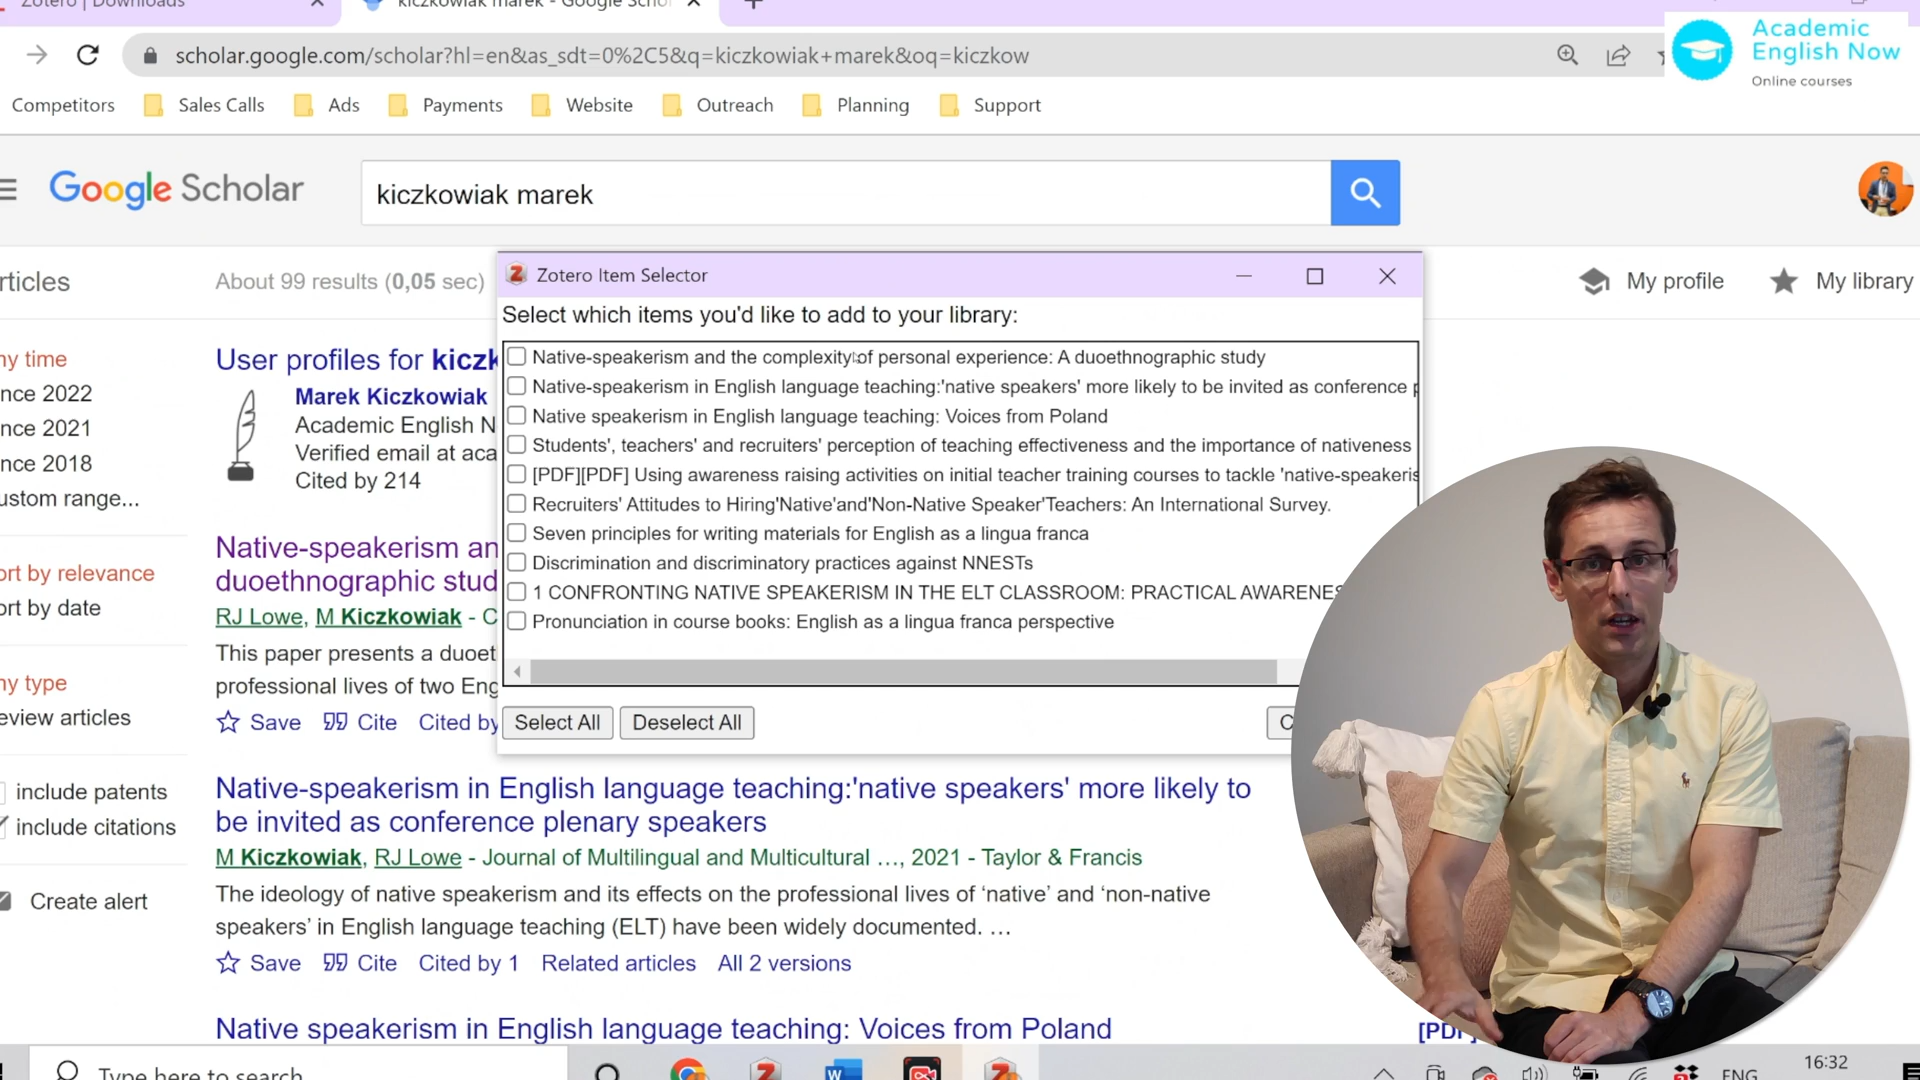 Zotero | Downloads
kiczkowiak marek - Google Schol
Academic
English Now
Online courses
scholar.google.com/scholar?hl=en&as_sdt=0%2C5&q=kiczkowiak+marek&oq=kiczkow
Competitors
Sales Calls
Ads
Payments
Website
Outreach
Planning
Support
Google Scholar
kiczkowiak marek
rticles
About 99 results (0,05 sec)
My profile
My library
Zotero Item Selector
Select which items you'd like to add to your library:
Native-speakerism and the complexity of personal experience: A duoethnographic study
Native-speakerism in English language teaching:'native speakers' more likely to be invited as conference p
Native speakerism in English language teaching: Voices from Poland
Students', teachers' and recruiters' perception of teaching effectiveness and the importance of nativeness
[PDF][PDF] Using awareness raising activities on initial teacher training courses to tackle 'native-speakeris
Recruiters' Attitudes to Hiring'Native'and'Non-Native Speaker'Teachers: An International Survey.
Seven principles for writing materials for English as a lingua franca
Discrimination and discriminatory practices against NNESTs
1 CONFRONTING NATIVE SPEAKERISM IN THE ELT CLASSROOM: PRACTICAL AWARENES
Pronunciation in course books: English as a lingua franca perspective
Select All
Deselect All
C
ny time
nce 2022
nce 2021
nce 2018
ustom range...
ort by relevance
ort by date
ny type
eview articles
include patents
include citations
Create alert
User profiles for kiczk
Marek Kiczkowiak
Academic English N
Verified email at aca
Cited by 214
Native-speakerism an
duoethnographic stud
RJ Lowe, M Kiczkowiak - C
This paper presents a duoet
professional lives of two Eng
Save
Cite
Cited by
Native-speakerism in English language teaching:'native speakers' more likely to
be invited as conference plenary speakers
M Kiczkowiak, RJ Lowe - Journal of Multilingual and Multicultural …, 2021 - Taylor & Francis
The ideology of native speakerism and its effects on the professional lives of ‘native’ and ‘non-native
speakers’ in English language teaching (ELT) have been widely documented. …
Save
Cite
Cited by 1
Related articles
All 2 versions
Native speakerism in English language teaching: Voices from Poland
[PDF]
Type here to search
ENG
16:32